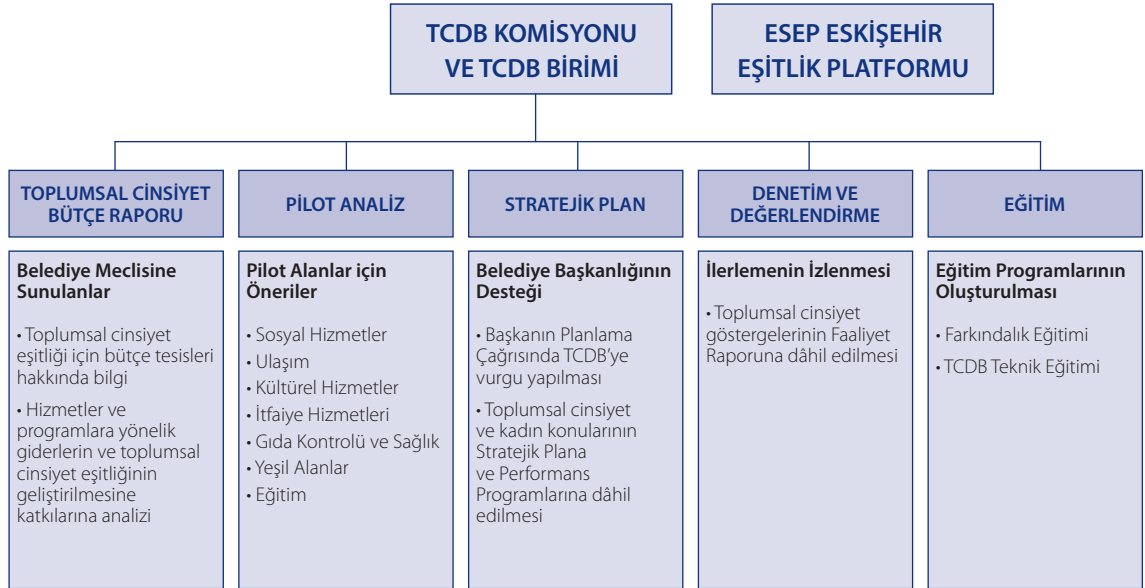 TCDB KOMİSYONU
VE TCDB BİRİMİ
ESEP ESKİŞEHİR
EŞİTLİK PLATFORMU
TOPLUMSAL CİNSİYET
BÜTÇE RAPORU
PİLOT ANALİZ
STRATEJİK PLAN
DENETİM VE
DEĞERLENDİRME
EĞİTİM
Belediye Meclisine
Sunulanlar
• Toplumsal cinsiyet
eşitliği için bütçe tesisleri
hakkında bilgi
• Hizmetler ve
programlara yönelik
giderlerin ve toplumsal
cinsiyet eşitliğinin
geliştirilmesine
katkılarına analizi
Pilot Alanlar için
Öneriler
• Sosyal Hizmetler
• Ulaşım
• Kültürel Hizmetler
• İtfaiye Hizmetleri
• Gıda Kontrolü ve Sağlık
• Yeşil Alanlar
• Eğitim
Belediye Başkanlığının
Desteği
• Başkanın Planlama
Çağrısında TCDB’ye
vurgu yapılması
• Toplumsal cinsiyet
ve kadın konularının
Stratejik Plana
ve Performans
Programlarına dâhil
edilmesi
İlerlemenin İzlenmesi
• Toplumsal cinsiyet
göstergelerinin Faaliyet
Raporuna dâhil edilmesi
Eğitim Programlarının
Oluşturulması
• Farkındalık Eğitimi
• TCDB Teknik Eğitimi